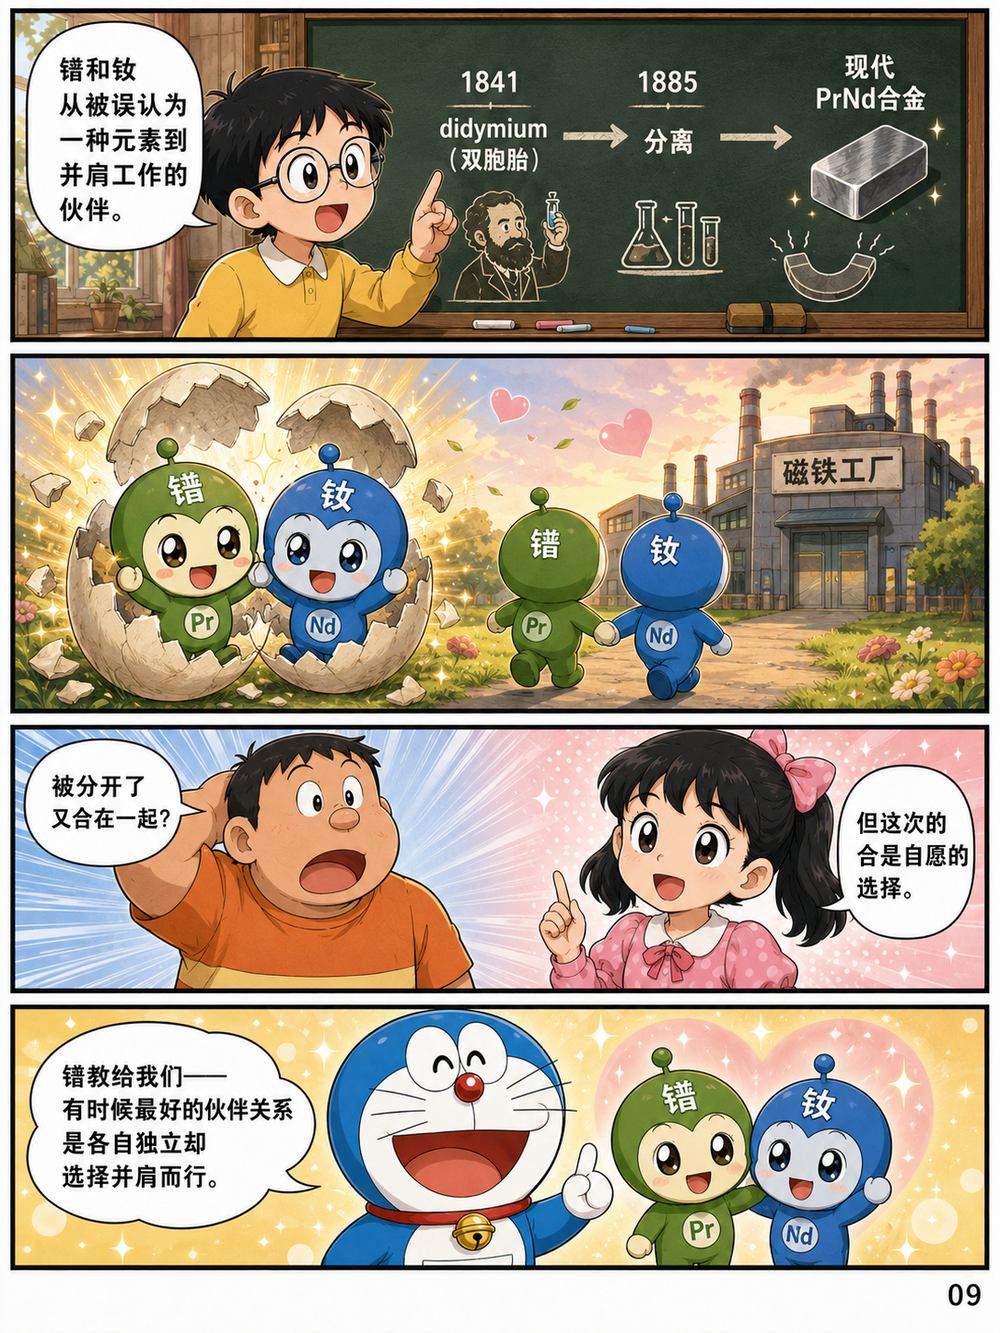 镨和钕
从被误认为
一种元素到
并肩工作的
伙伴。
1841
didymium
（双胞胎）
1885
分离
现代
PrNd合金
镨
钕
Pr
Nd
镨
钕
Pr
Nd
磁铁工厂
被分开了
又合在一起?
但这次的
合是自愿的
选择。
镨教给我们——
有时候最好的伙伴关系
是各自独立却
选择并肩而行。
镨
钕
Pr
Nd
09